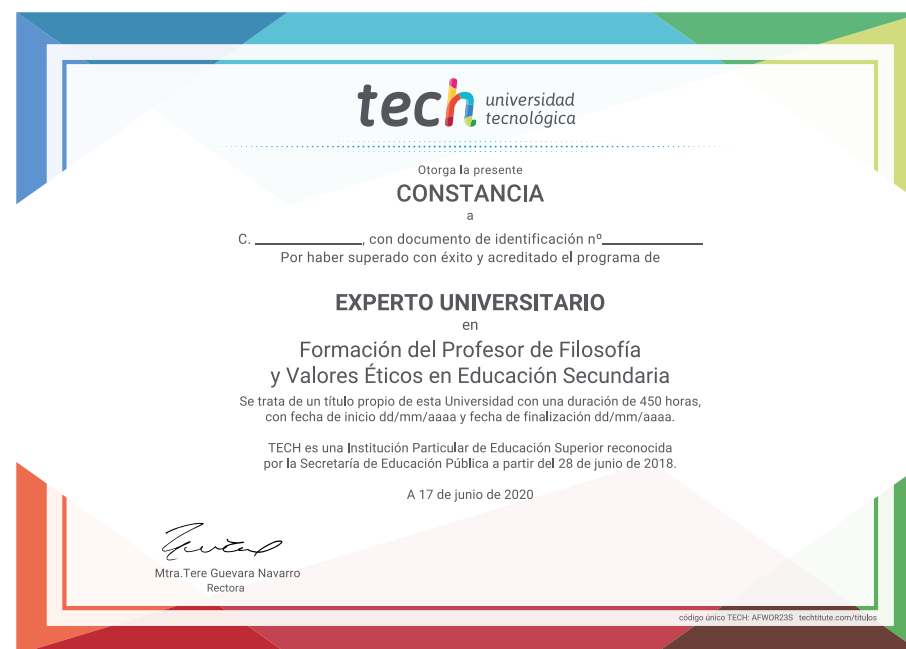 tech universidad
tecnológica
Otorga la presente
CONSTANCIA
a
C. ______________, con documento de identificación nº_____________
Por haber superado con éxito y acreditado el programa de
EXPERTO UNIVERSITARIO
en
Formación del Profesor de Filosofía
y Valores Éticos en Educación Secundaria
Se trata de un título propio de esta Universidad con una duración de 450 horas,
con fecha de inicio dd/mm/aaaa y fecha de finalización dd/mm/aaaa.
TECH es una Institución Particular de Educación Superior reconocida
por la Secretaría de Educación Pública a partir del 28 de junio de 2018.
A 17 de junio de 2020
Mtra.Tere Guevara Navarro
Rectora
código único TECH: AFWOR23S techtitute.com/titulos